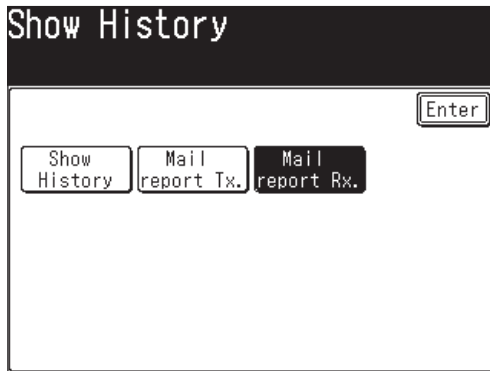 Show History
Enter
Show
History
Mail
report Tx.
Mail
report Rx.